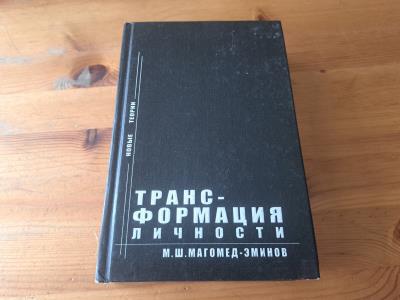 НОВЫЕ ТЕОРИИ
ТРАНС-
ФОРМАЦИЯ
ЛИЧНОСТИ
М.Ш.МАГОМЕД-ЭМИНОВ